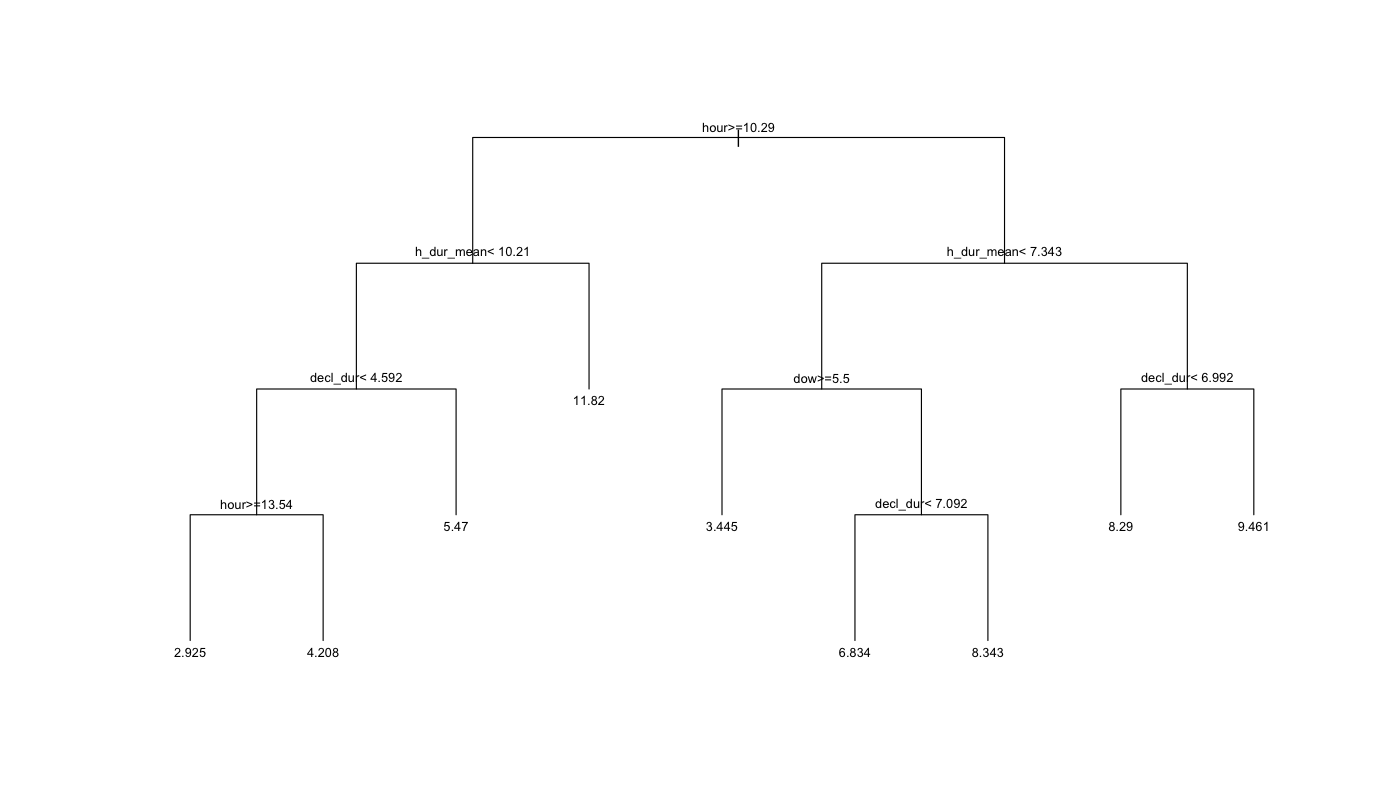 hour>=10.29
h_dur_mean< 10.21
h_dur_mean< 7.343
decl_dur< 4.592
dow>=5.5
decl_dur< 6.992
11.82
hour>=13.54
decl_dur< 7.092
5.47
3.445
8.29
9.461
2.925
4.208
6.834
8.343